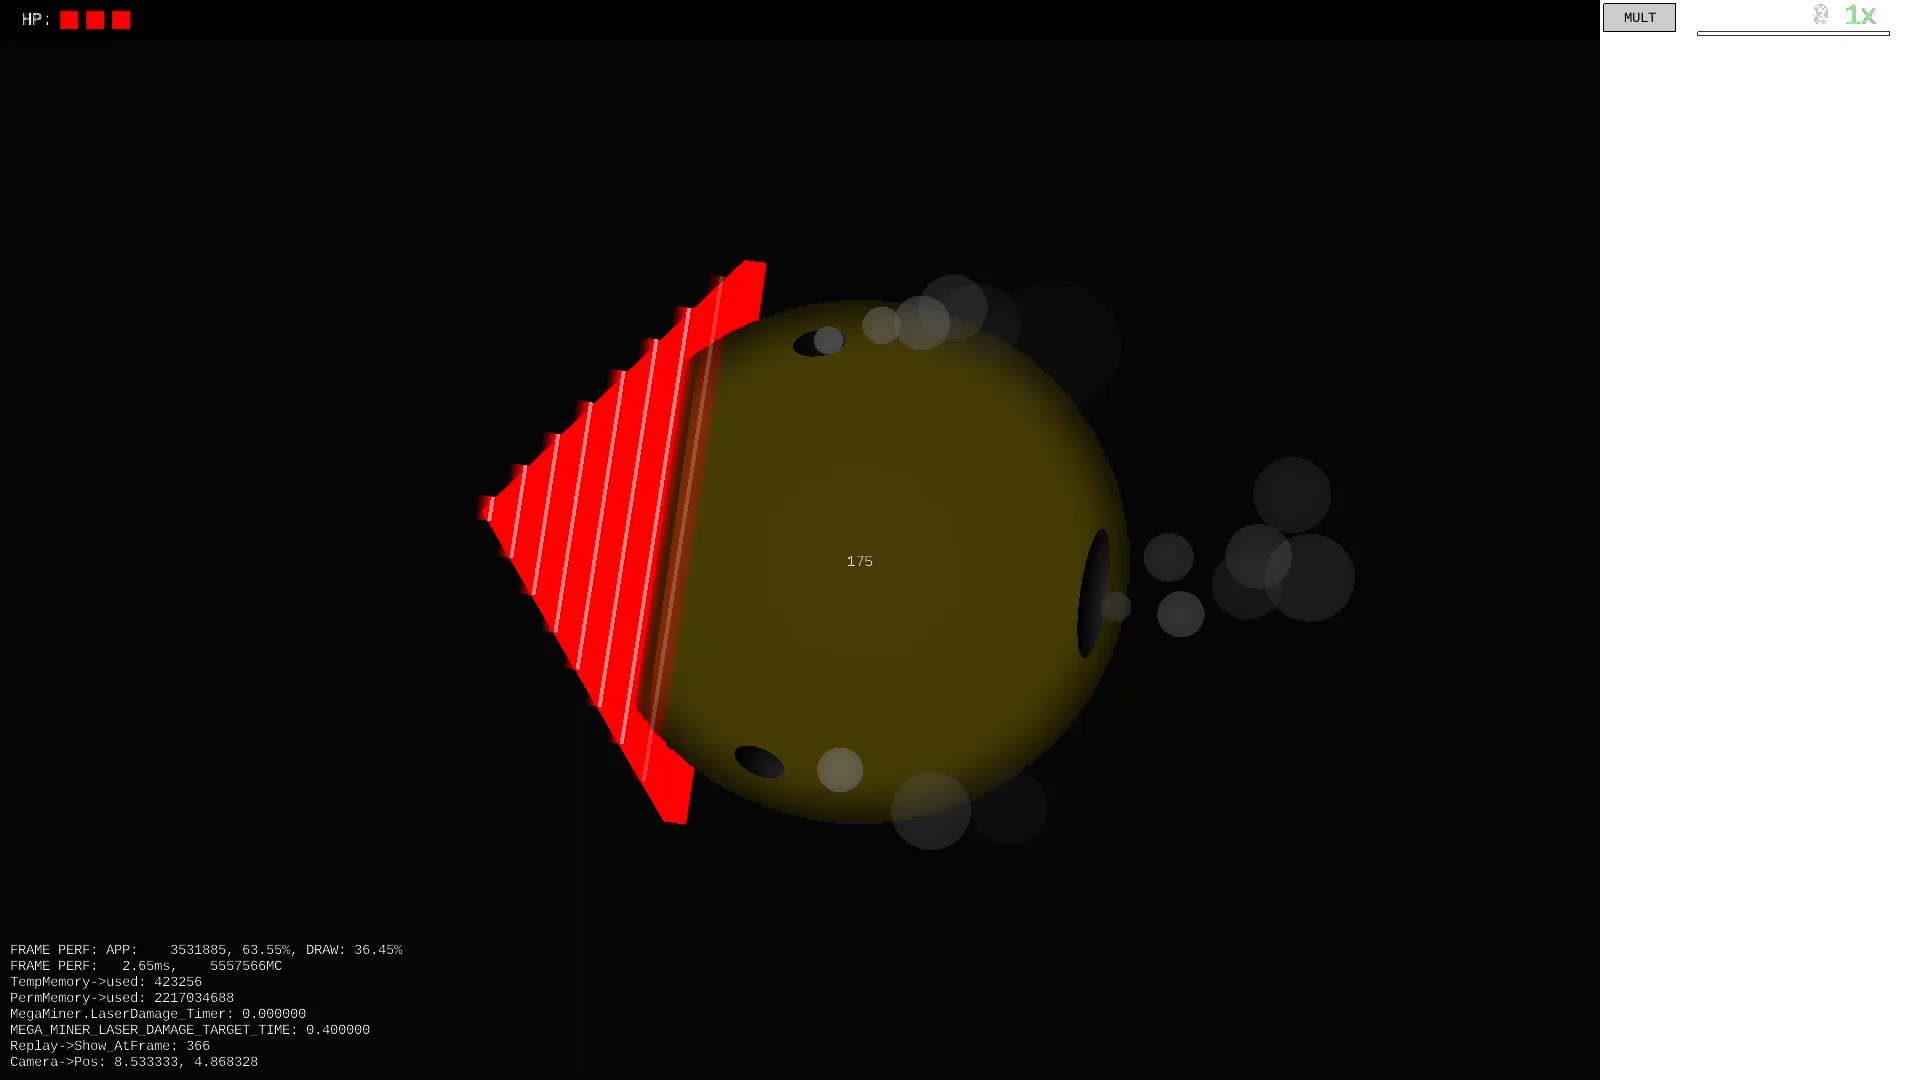 HP:
MULT
1x
175
FRAME PERF: APP:    3531885, 63.55%, DRAW: 36.45%
FRAME PERF:   2.65ms,    5557566MC
TempMemory->used: 423256
PermMemory->used: 2217034688
MegaMiner.LaserDamage_Timer: 0.000000
MEGA_MINER_LASER_DAMAGE_TARGET_TIME: 0.400000
Replay->Show_AtFrame: 366
Camera->Pos: 8.533333, 4.868328